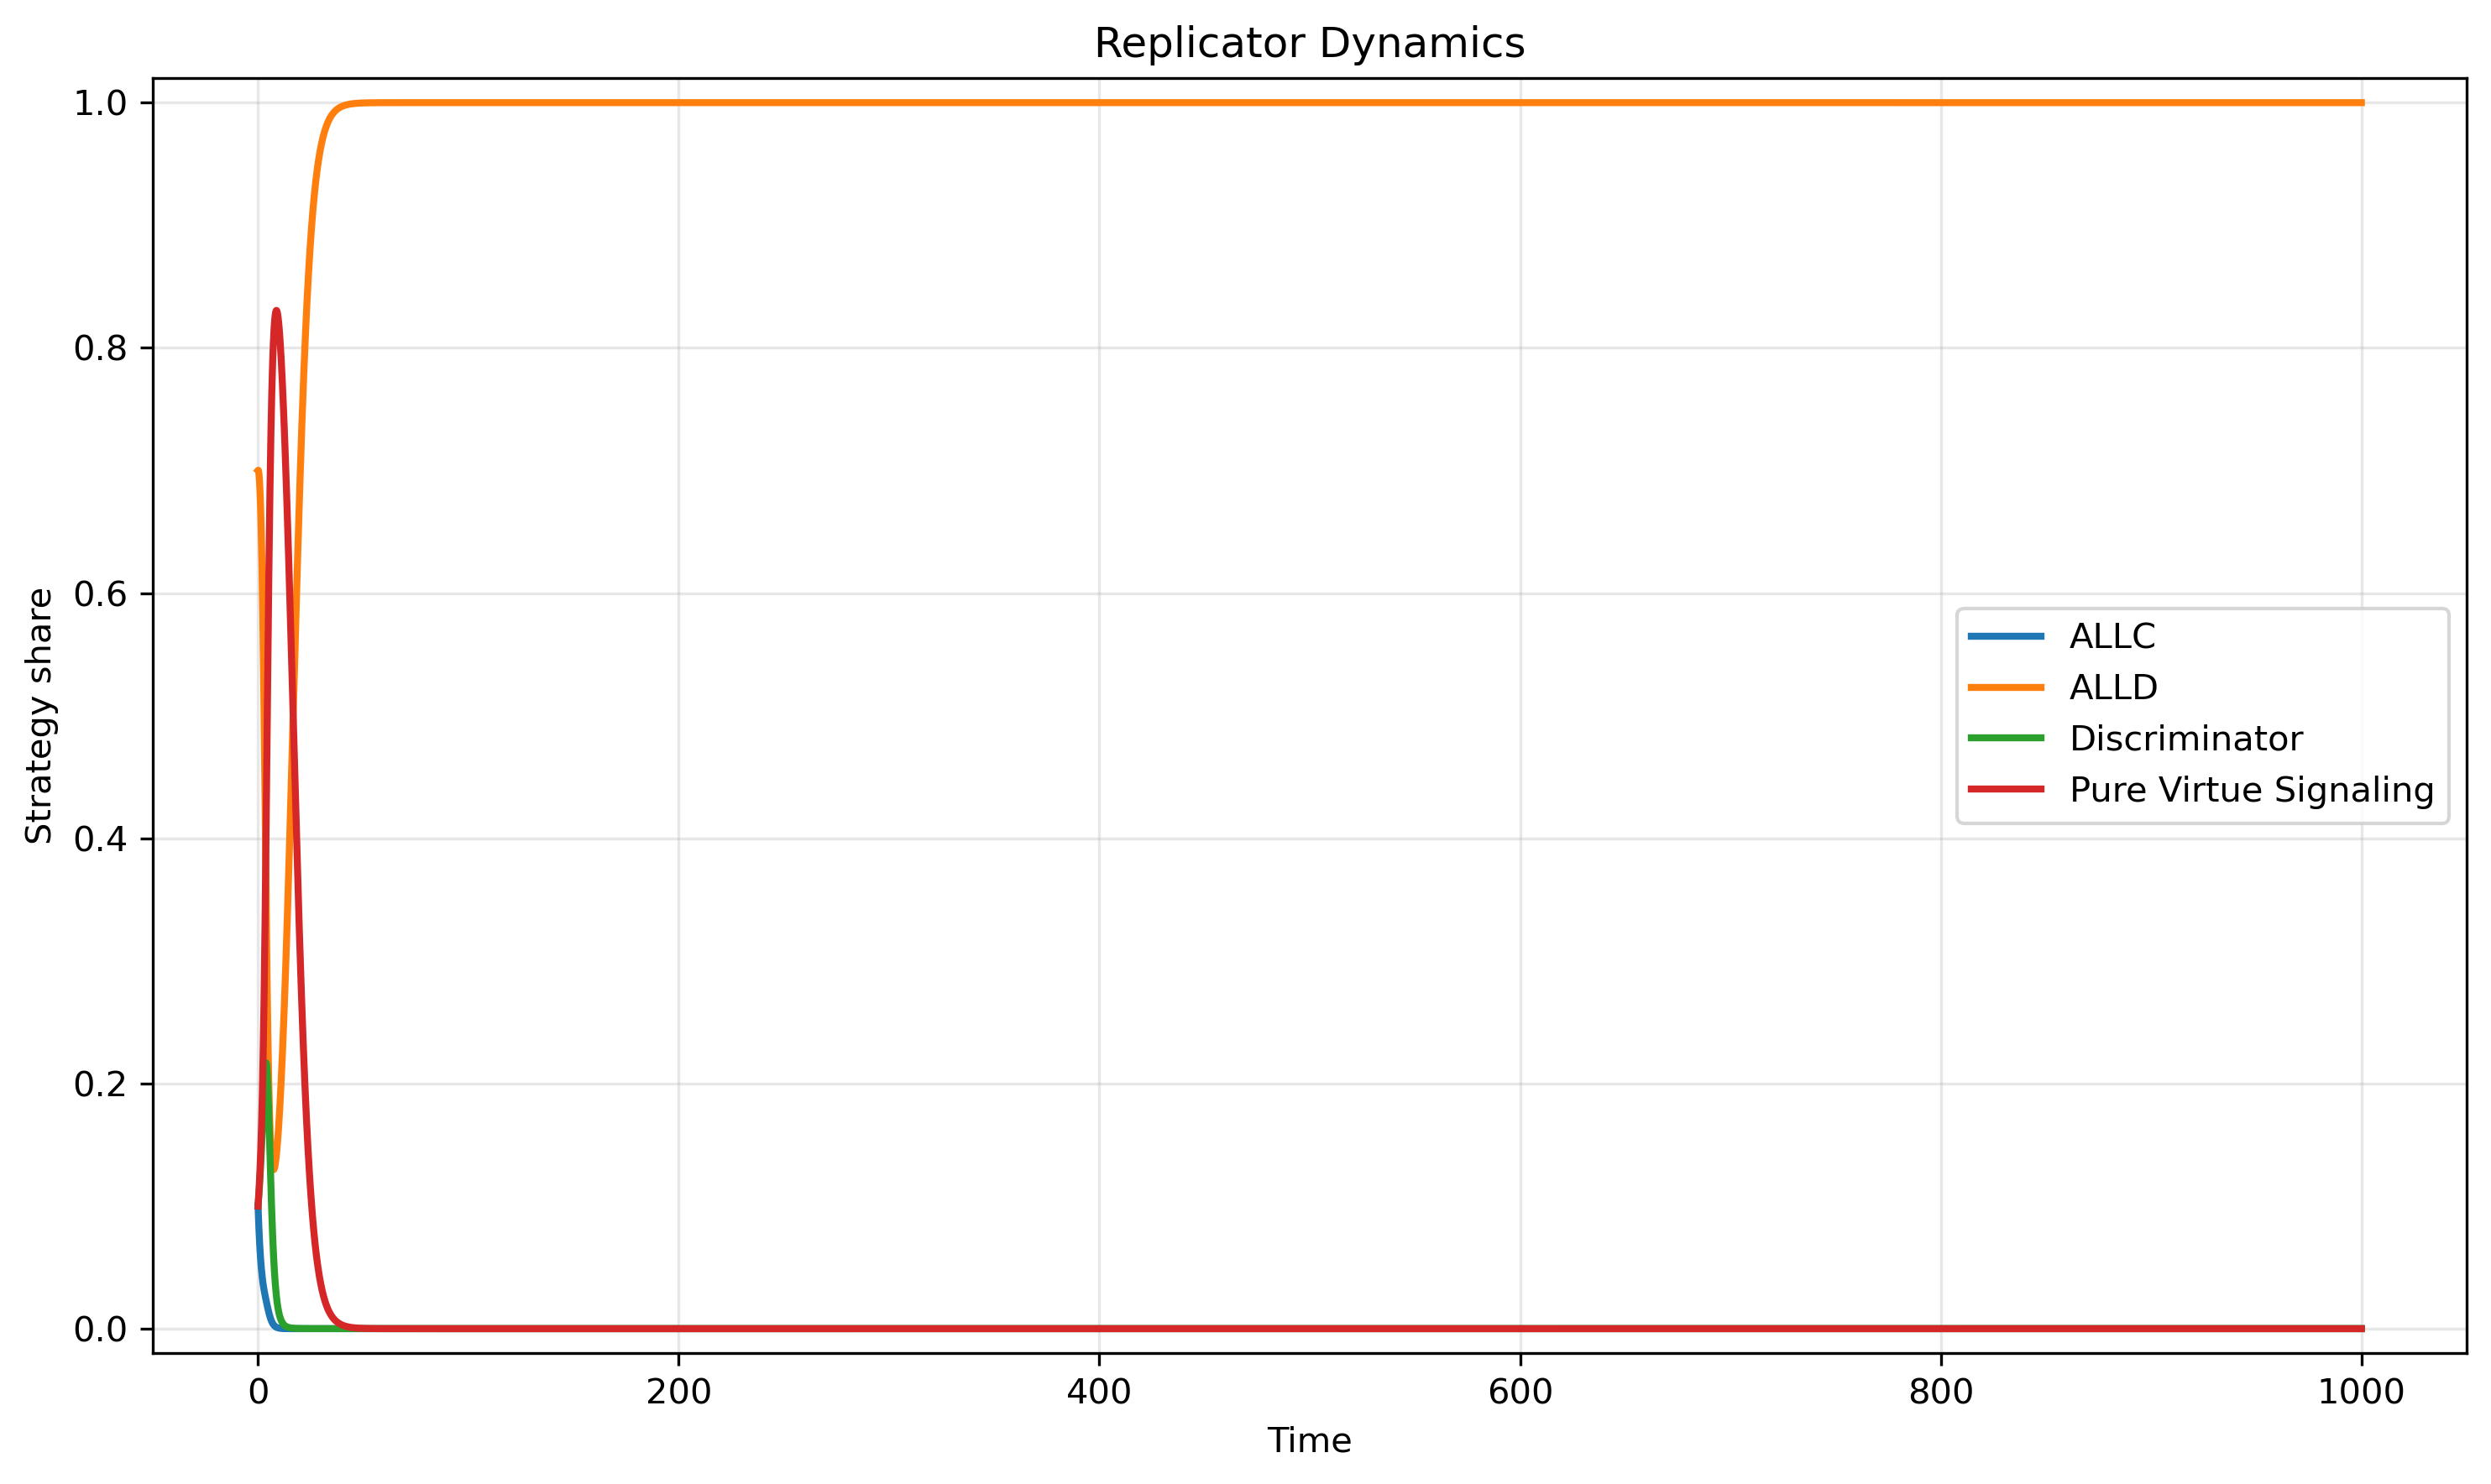 Replicator Dynamics
Strategy share
1.0
0.8
0.6
0.4
0.2
0.0
ALLC
ALLD
Discriminator
Pure Virtue Signaling
0
200
400
600
800
1000
Time